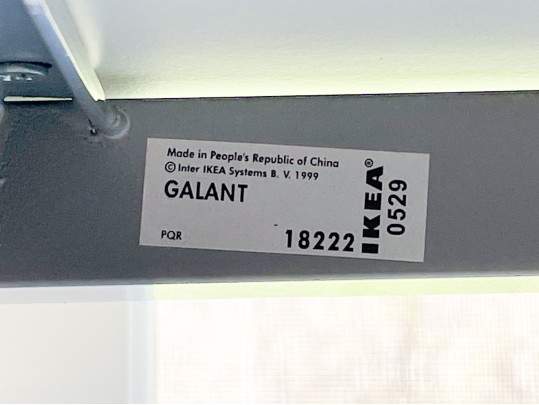 Made in People's Republic of China
© Inter IKEA Systems B. V. 1999
GALANT
PQR
18222
IKEA®
0529